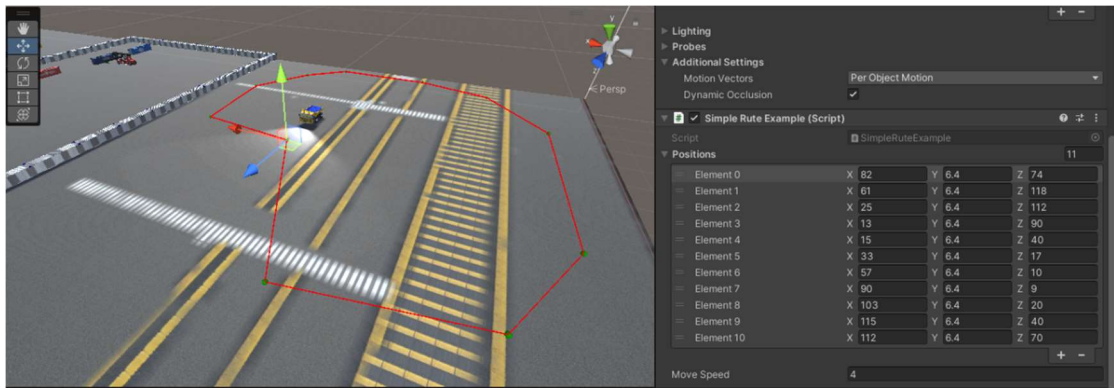 y
x
z
< Persp
Lighting
Probes
Additional Settings
Motion Vectors Per Object Motion
Dynamic Occlusion
Simple Rute Example (Script)
Script SimpleRuteExample
Positions 11
Element 0 X 82 Y 6.4 Z 74
Element 1 X 61 Y 6.4 Z 118
Element 2 X 25 Y 6.4 Z 112
Element 3 X 13 Y 6.4 Z 90
Element 4 X 15 Y 6.4 Z 40
Element 5 X 33 Y 6.4 Z 17
Element 6 X 57 Y 6.4 Z 10
Element 7 X 90 Y 6.4 Z 9
Element 8 X 103 Y 6.4 Z 20
Element 9 X 115 Y 6.4 Z 40
Element 10 X 112 Y 6.4 Z 70
Move Speed 4